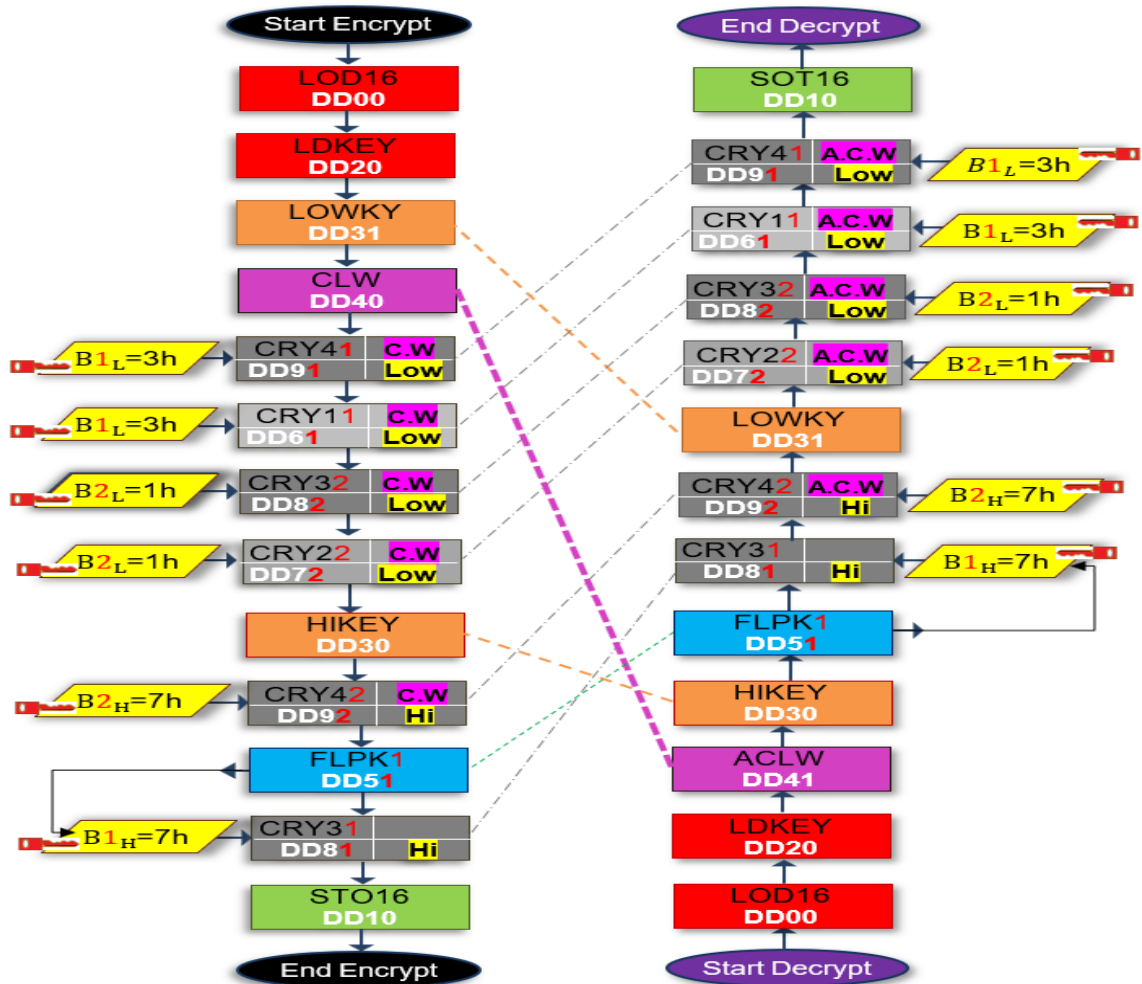 Start Encrypt
LOD16
DD00
LDKEY
DD20
LOWKY
DD31
CLW
DD40
B1L=3h
CRY41 C.W
DD91 Low
B1L=3h
CRY11 C.W
DD61 Low
B2L=1h
CRY32 C.W
DD82 Low
B2L=1h
CRY22 C.W
DD72 Low
HIKEY
DD30
B2H=7h
CRY42 C.W
DD92 Hi
FLPK1
DD51
B1H=7h
CRY31
DD81 Hi
STO16
DD10
End Encrypt
End Decrypt
SOT16
DD10
CRY41 A.C.W
DD91 Low
B1L=3h
CRY11 A.C.W
DD61 Low
B1L=3h
CRY32 A.C.W
DD82 Low
B2L=1h
CRY22 A.C.W
DD72 Low
B2L=1h
LOWKY
DD31
CRY42 A.C.W
DD92 Hi
B2H=7h
CRY31
DD81 Hi
B1H=7h
FLPK1
DD51
HIKEY
DD30
ACLW
DD41
LDKEY
DD20
LOD16
DD00
Start Decrypt